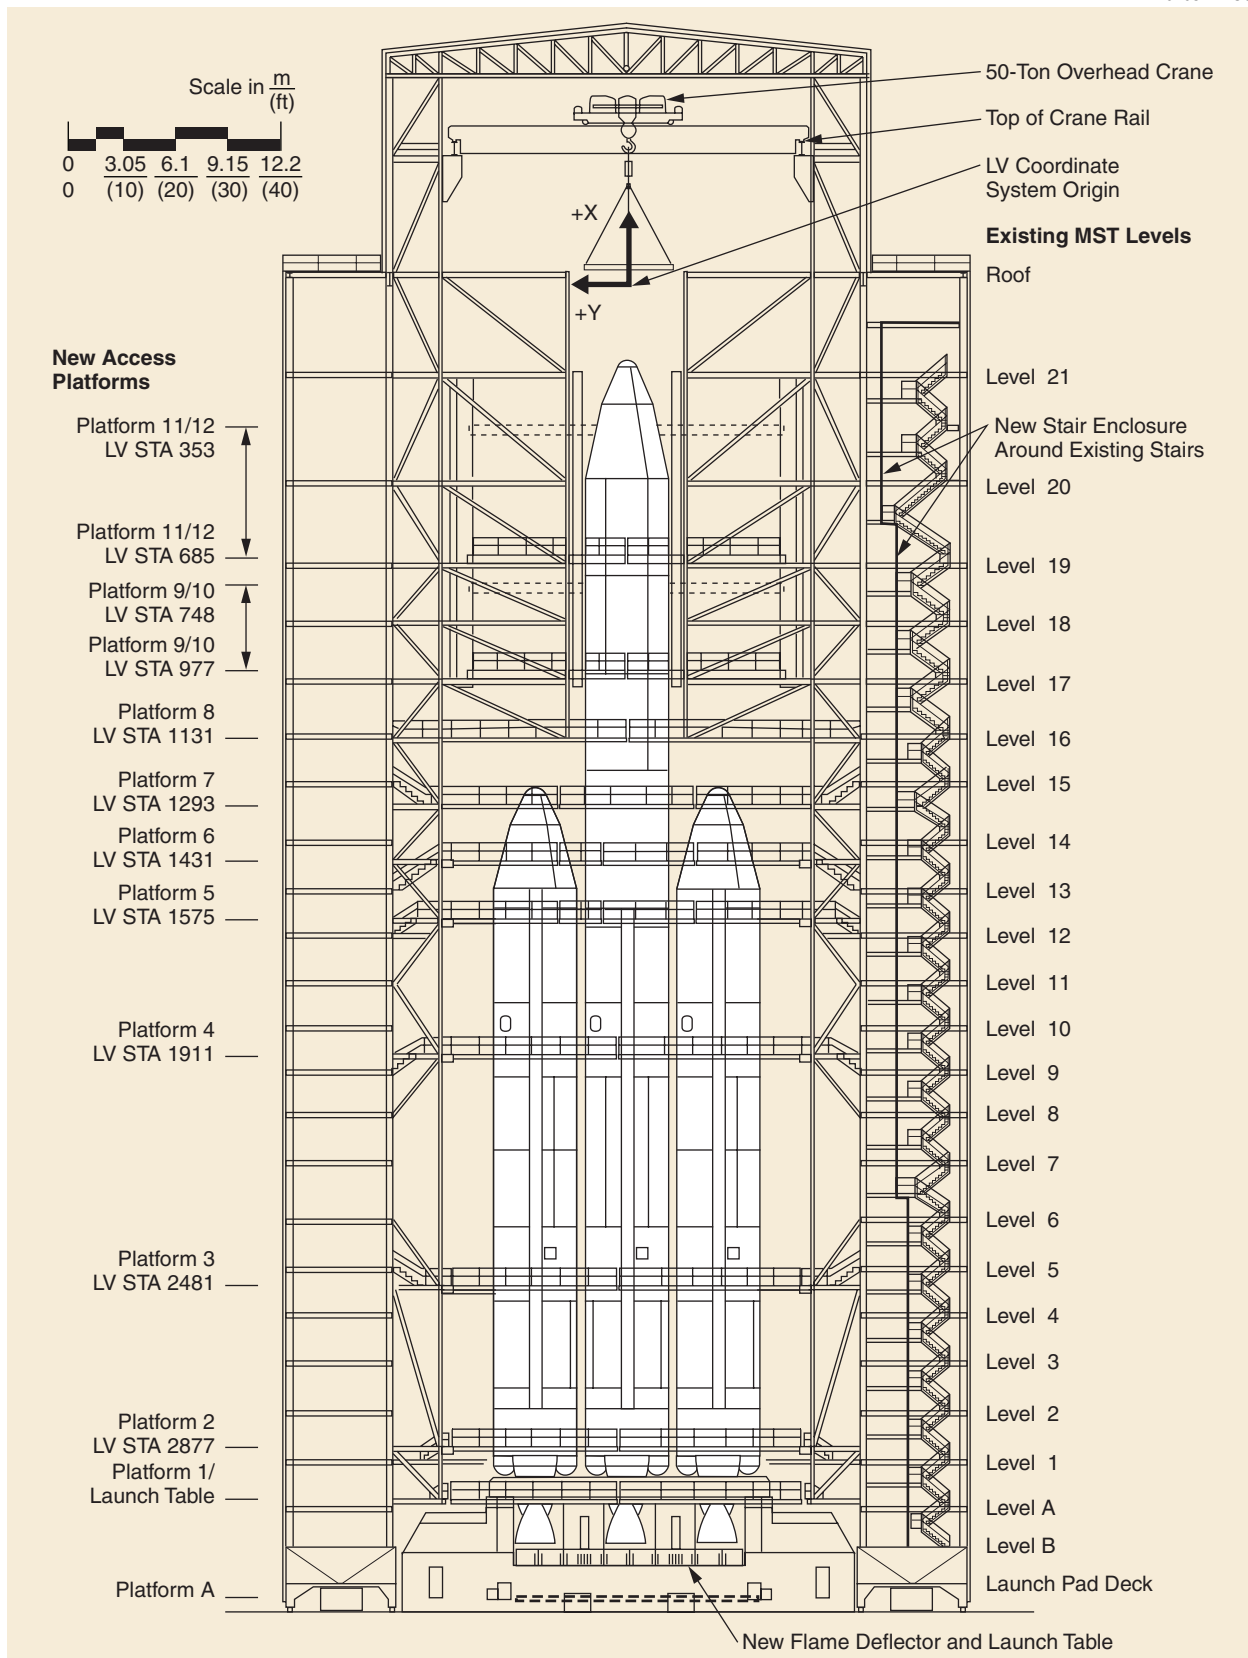 Scale in m
(ft)
0 3.05 6.1 9.15 12.2
0 (10) (20) (30) (40)
50-Ton Overhead Crane
Top of Crane Rail
LV Coordinate
System Origin
+X
+Y
Existing MST Levels
Roof
Level 21
New Stair Enclosure
Around Existing Stairs
Level 20
Level 19
Level 18
Level 17
Level 16
Level 15
Level 14
Level 13
Level 12
Level 11
Level 10
Level 9
Level 8
Level 7
Level 6
Level 5
Level 4
Level 3
Level 2
Level 1
Level A
Level B
Launch Pad Deck
New Access
Platforms
Platform 11/12
LV STA 353
Platform 11/12
LV STA 685
Platform 9/10
LV STA 748
Platform 9/10
LV STA 977
Platform 8
LV STA 1131
Platform 7
LV STA 1293
Platform 6
LV STA 1431
Platform 5
LV STA 1575
Platform 4
LV STA 1911
Platform 3
LV STA 2481
Platform 2
LV STA 2877
Platform 1/
Launch Table
Platform A
New Flame Deflector and Launch Table